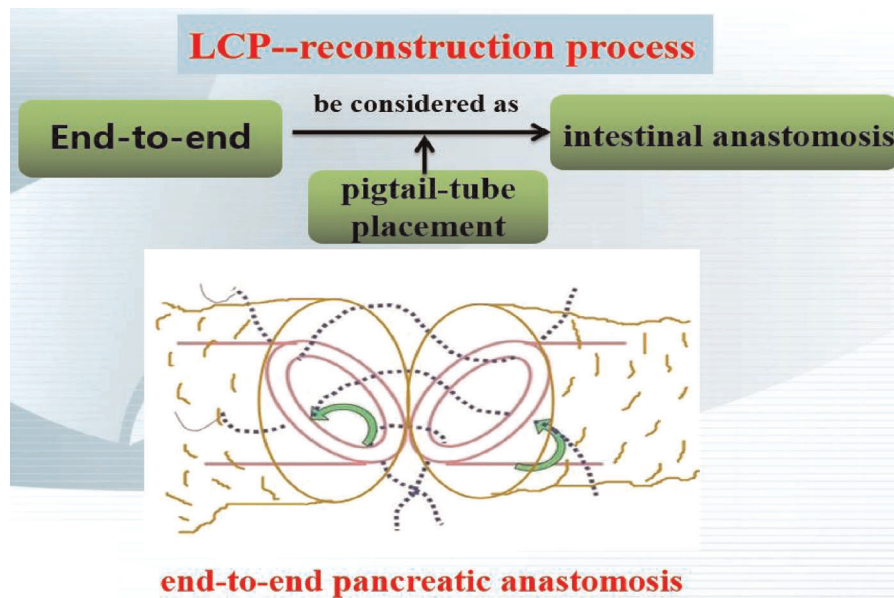 LCP--reconstruction process
be considered as
End-to-end
intestinal anastomosis
pigtail-tube
placement
end-to-end pancreatic anastomosis